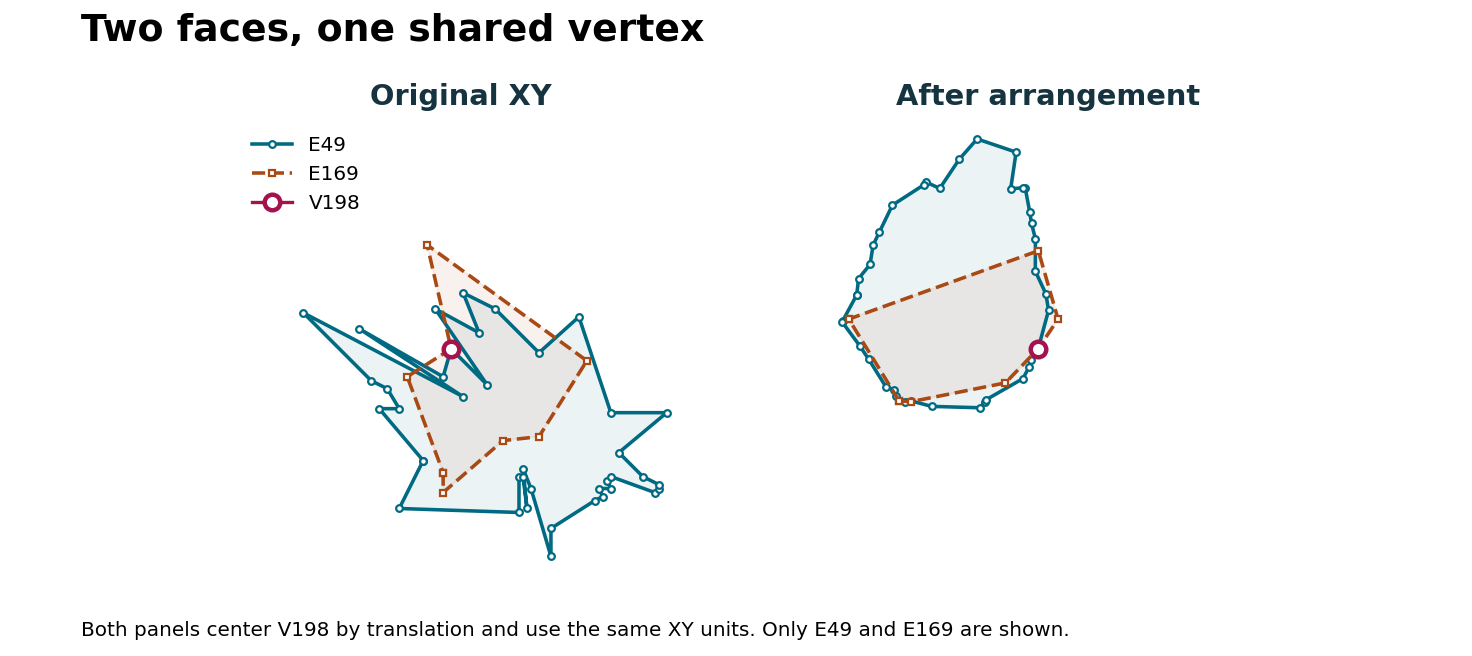 Two faces, one shared vertex
Original XY
After arrangement
E49
E169
V198
Both panels center V198 by translation and use the same XY units. Only E49 and E169 are shown.